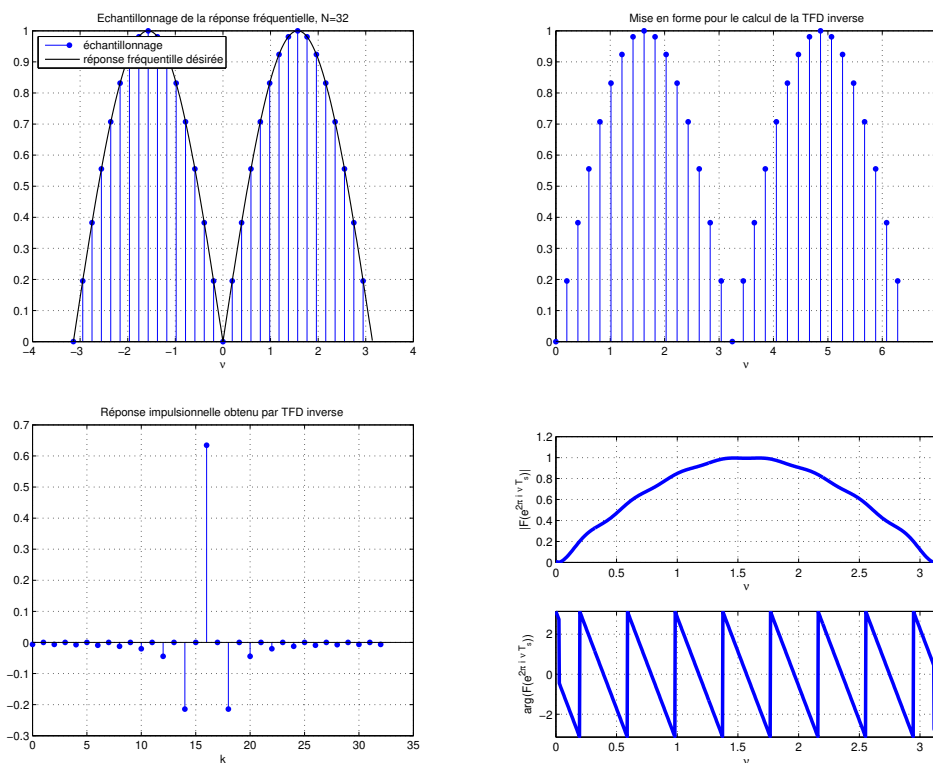 Echantillonnage de la réponse fréquentielle, N=32
échantillonnage
réponse fréquentille désirée
1
0.9
0.8
0.7
0.6
0.5
0.4
0.3
0.2
0.1
0
−4 −3 −2 −1 0 1 2 3 4
ν
Mise en forme pour le calcul de la TFD inverse
1
0.9
0.8
0.7
0.6
0.5
0.4
0.3
0.2
0.1
0
0 1 2 3 4 5 6
ν
Réponse impulsionnelle obtenu par TFD inverse
0.7
0.6
0.5
0.4
0.3
0.2
0.1
0
−0.1
−0.2
−0.3
0 5 10 15 20 25 30 35
k
|F(e^{2π i ν T_s})|
1.2
1
0.8
0.6
0.4
0.2
0
0 0.5 1 1.5 2 2.5 3
ν
arg(F(e^{2π i ν T_s}))
2
0
−2
0 0.5 1 1.5 2 2.5 3
ν